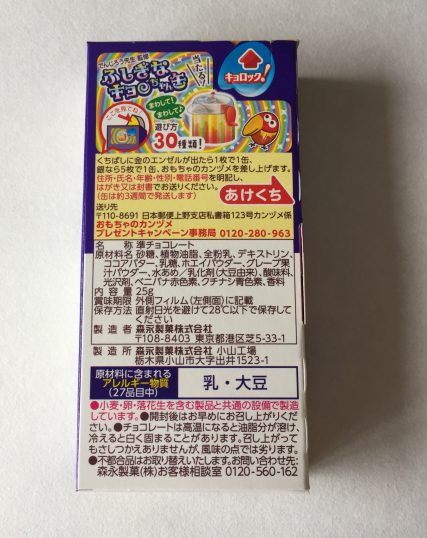 でんじろう先生 監修
ふしぎな
キョロちゃん缶
当たる?
キョロック!
ここを見てね!
まわして!
まわして♪
遊び方
30種類!
くちばしに金のエンゼルが出たら1枚で1缶、
銀なら5枚で1缶、おもちゃのカンヅメを差し上げます。
住所・氏名・年齢・性別・電話番号を明記し、
はがき又は封書でお送りください。
(缶は約3週間で発送します)
あけくち
送り先
〒110-8691 日本郵便上野支店私書箱123号カンヅメ係
おもちゃのカンヅメ
プレゼントキャンペーン事務局 0120-280-963
名 称 準チョコレート
原材料名 砂糖、植物油脂、全粉乳、デキストリン、
ココアバター、乳糖、ホエイパウダー、グレープ果
汁パウダー、水あめ/乳化剤(大豆由来)、酸味料、
光沢剤、ベニバナ赤色素、クチナシ青色素、香料
内 容 量 25g
賞味期限 外側フィルム(左側面)に記載
保存方法 直射日光を避けて28℃以下で保存して
ください
製 造 者 森永製菓株式会社
〒108-8403 東京都港区芝5-33-1
製 造 所 森永製菓株式会社 小山工場
栃木県小山市大字出井1523-1
原材料に含まれる
アレルギー物質
(27品目中)
乳・大豆
●小麦・卵・落花生を含む製品と共通の設備で製造
しています。●開封後はお早めにお召し上がりくだ
さい。●チョコレートは高温になると油脂分が溶け、
冷えると白く固まることがあります。召し上がって
もさしつかえありませんが、風味の点では劣ります。
●不都合品はお取り替えいたします。お問い合わせ先:
森永製菓(株)お客様相談室 0120-560-162